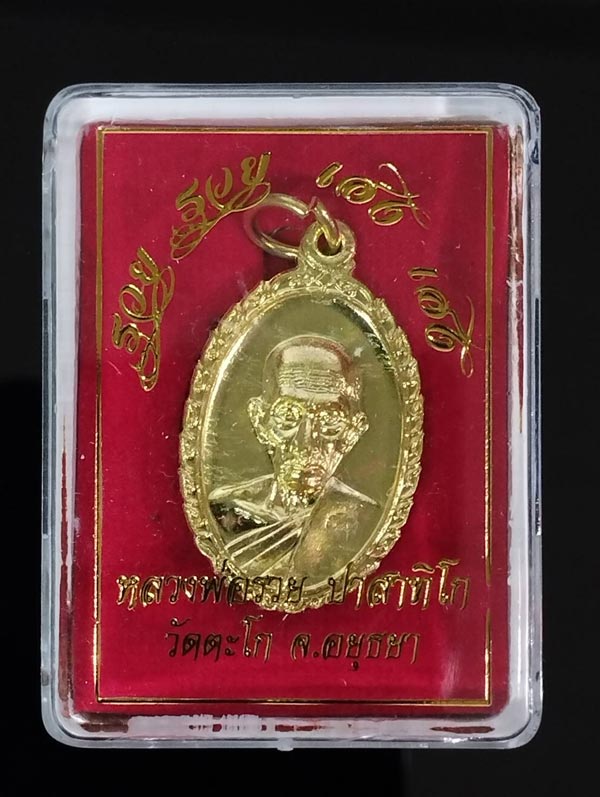 รวย รวย เฮง เฮง
หลวงพ่อรวย ปาสาทิโก
วัดตะโก จ.อยุธยา